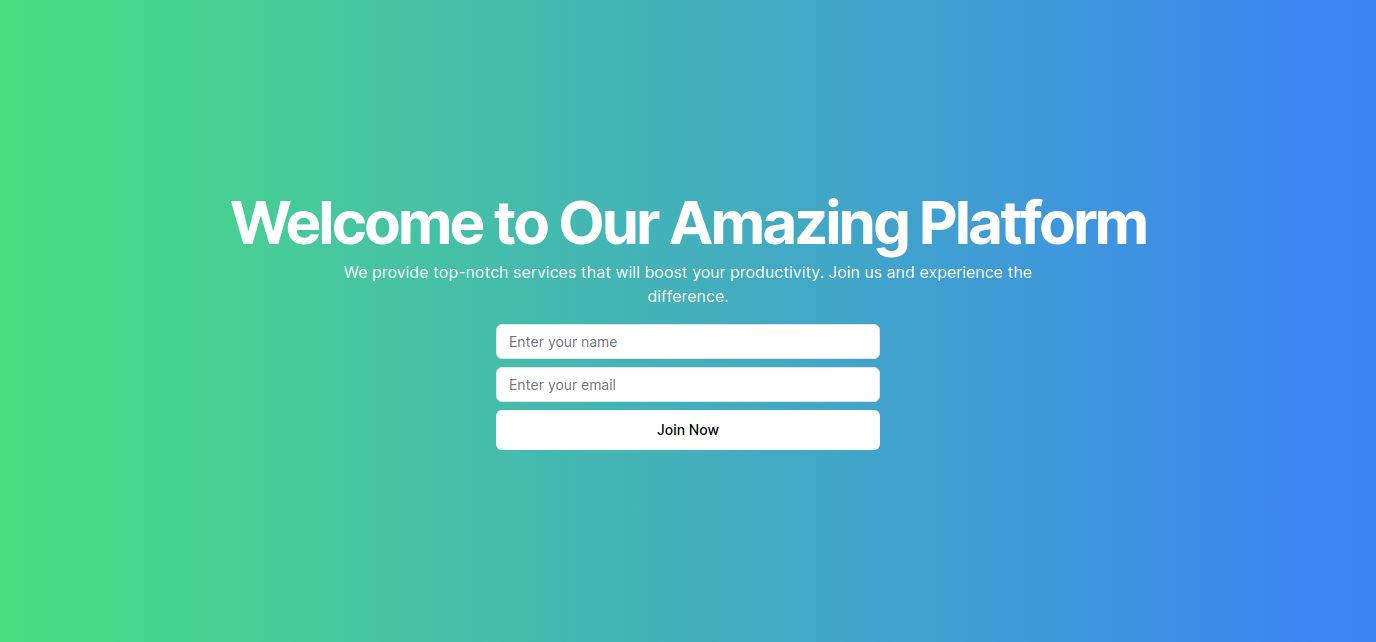 Welcome to Our Amazing Platform
We provide top-notch services that will boost your productivity. Join us and experience the
difference.
Enter your name
Enter your email
Join Now